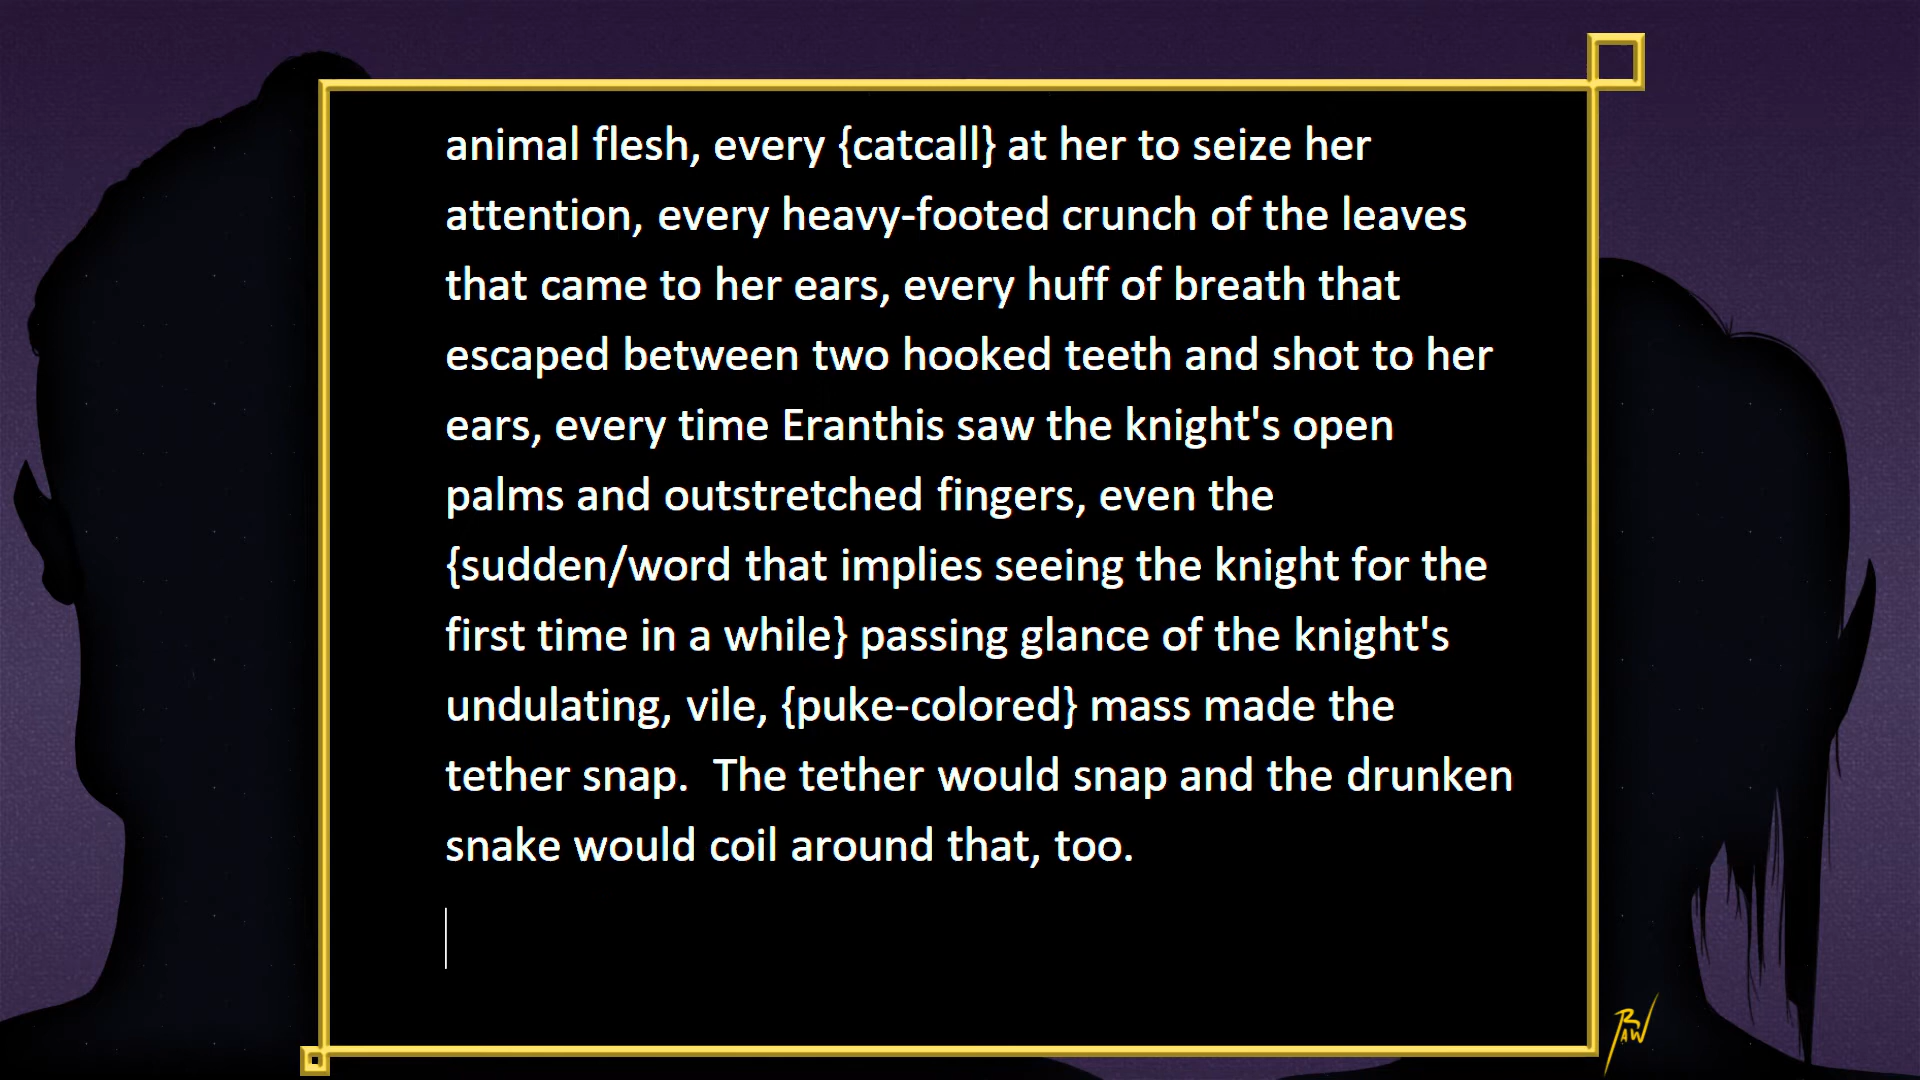 animal flesh, every {catcall} at her to seize her
attention, every heavy-footed crunch of the leaves
that came to her ears, every huff of breath that
escaped between two hooked teeth and shot to her
ears, every time Eranthis saw the knight's open
palms and outstretched fingers, even the
{sudden/word that implies seeing the knight for the
first time in a while} passing glance of the knight's
undulating, vile, {puke-colored} mass made the
tether snap.  The tether would snap and the drunken
snake would coil around that, too.
RAW